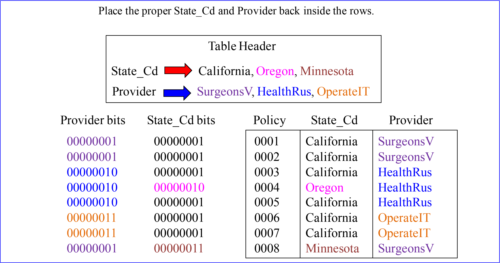 Place the proper State_Cd and Provider back inside the rows.
Table Header
State_Cd California, Oregon, Minnesota
Provider SurgeonsV, HealthRus, OperateIT
Provider bits State_Cd bits Policy State_Cd Provider
00000001 00000001 0001 California SurgeonsV
00000001 00000001 0002 California SurgeonsV
00000010 00000001 0003 California HealthRus
00000010 00000010 0004 Oregon HealthRus
00000010 00000001 0005 California HealthRus
00000011 00000001 0006 California OperateIT
00000011 00000001 0007 California OperateIT
00000001 00000011 0008 Minnesota SurgeonsV